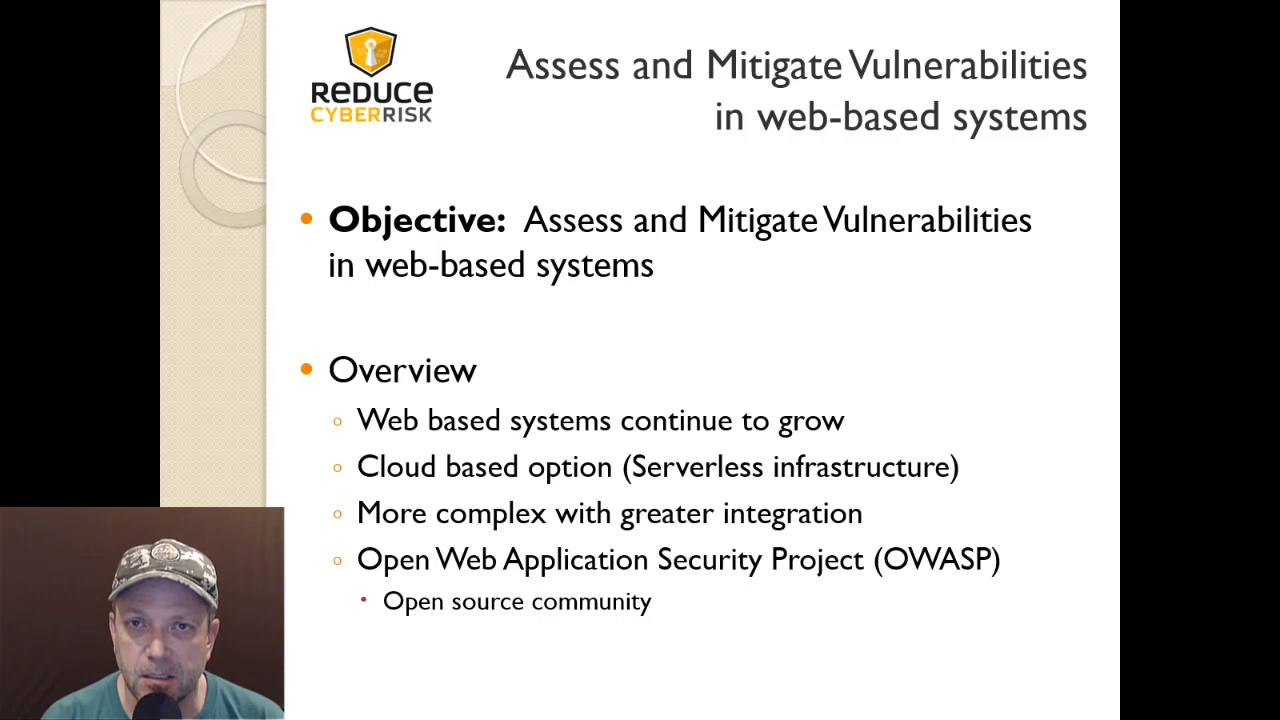 REDUCE
CYBERRISK
Assess and Mitigate Vulnerabilities
in web-based systems
Objective: Assess and Mitigate Vulnerabilities
in web-based systems
Overview
Web based systems continue to grow
Cloud based option (Serverless infrastructure)
More complex with greater integration
Open Web Application Security Project (OWASP)
Open source community